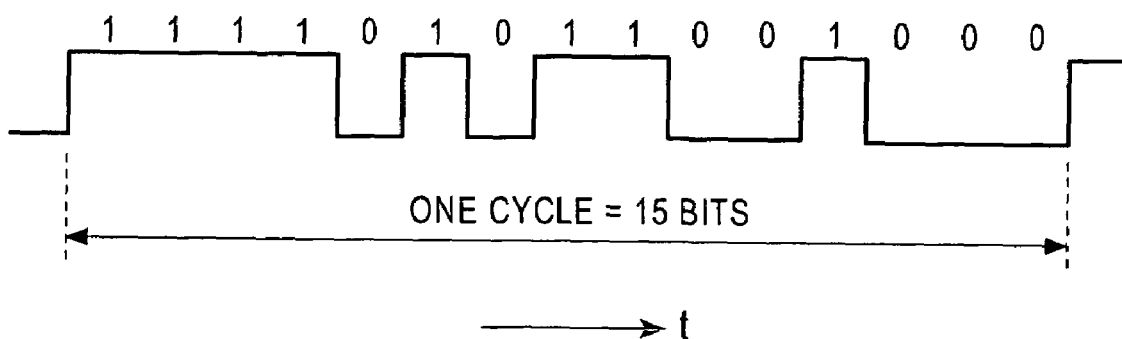 1 1 1 1 0 1 0 1 1 0 0 1 0 0 0
ONE CYCLE = 15 BITS
t